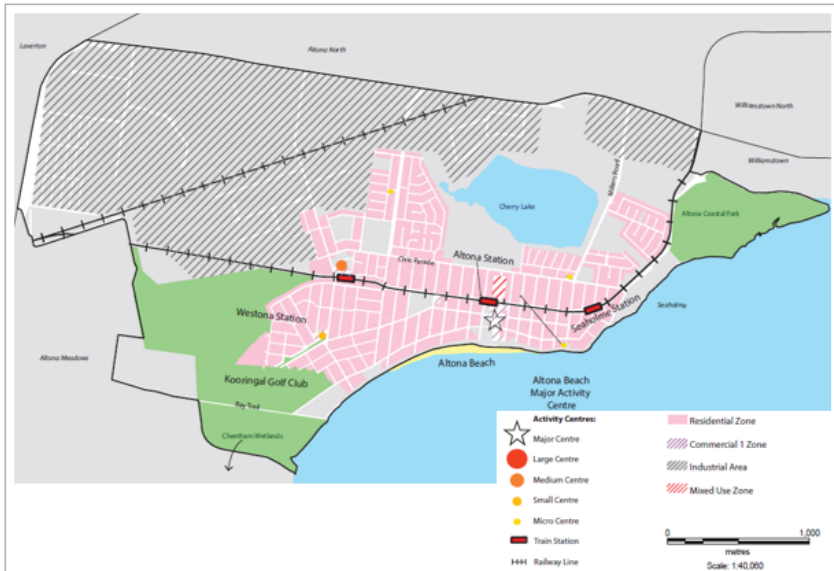 Laverton
Altona North
Williamstown North
Williamstown
Millers Road
Cherry Lake
Altona Coastal Park
Civic Parade
Altona Station
Seaholme
Westona Station
Seaholme Station
Altona Meadows
Kooringal Golf Club
Altona Beach
Altona Beach
Major Activity
Centre
Bay Trail
Cheetham Wetlands
Activity Centres:
Major Centre
Large Centre
Medium Centre
Small Centre
Micro Centre
Train Station
Railway Line
Residential Zone
Commercial 1 Zone
Industrial Area
Mixed Use Zone
0 1,000
metres
Scale: 1:40,060